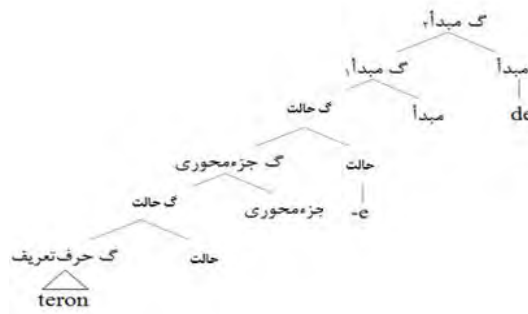 گ مبدأ۲
گ مبدأ۱ مبدأ
گ حالت مبدأ de
گ جزءمحوری حالت
گ حالت جزءمحوری -e
گ حرف‌تعریف حالت
teron